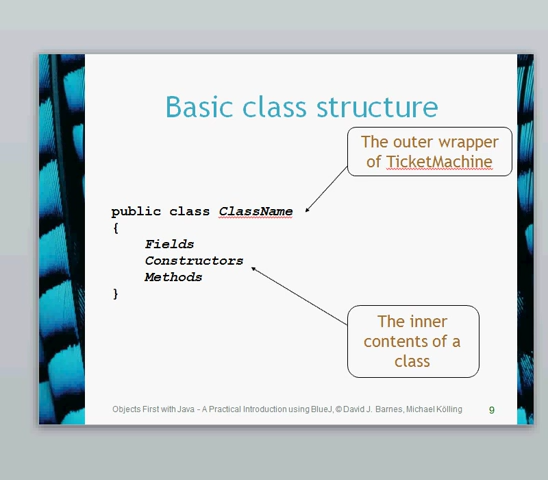 Basic class structure
The outer wrapper
of TicketMachine
public class ClassName
{
Fields
Constructors
Methods
}
The inner
contents of a
class
Objects First with Java - A Practical Introduction using BlueJ, © David J. Barnes, Michael Kölling
9